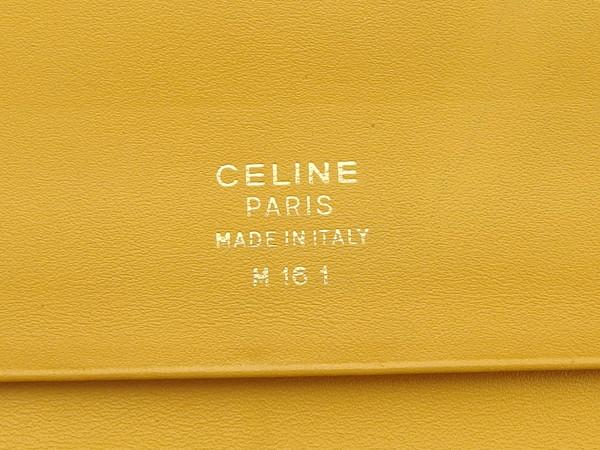 CELINE
PARIS
MADE IN ITALY
M 16 1